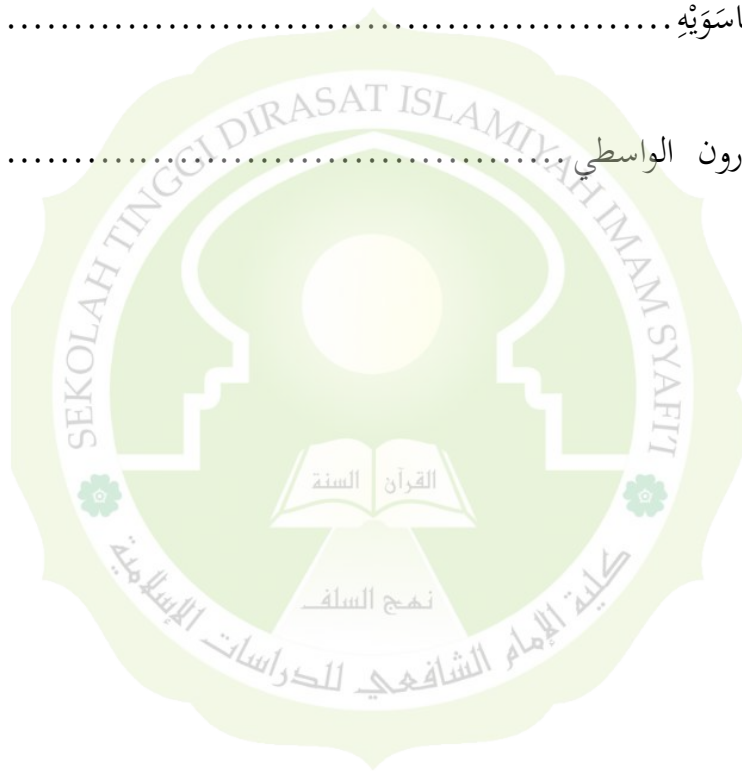 اسَوَيْهِ................................................
رون الواسطي................................................
SEKOLAH TINGGI DIRASAT ISLAMIYAH IMAM SYAFI'I
القرآن السنة
نهج السلف
كلية الإمام الشافعي للدراسات الإسلامية